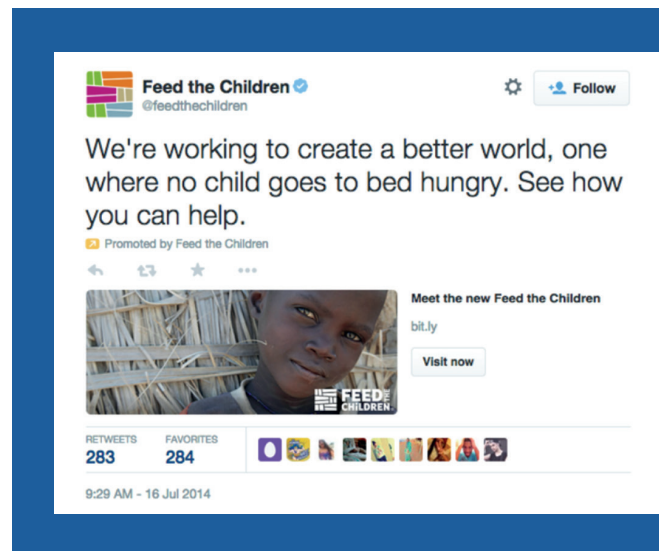 Feed the Children
@feedthechildren
Follow
We're working to create a better world, one
where no child goes to bed hungry. See how
you can help.
Promoted by Feed the Children
Meet the new Feed the Children
bit.ly
Visit now
FEED THE
CHILDREN
RETWEETS FAVORITES
283 284
9:29 AM - 16 Jul 2014